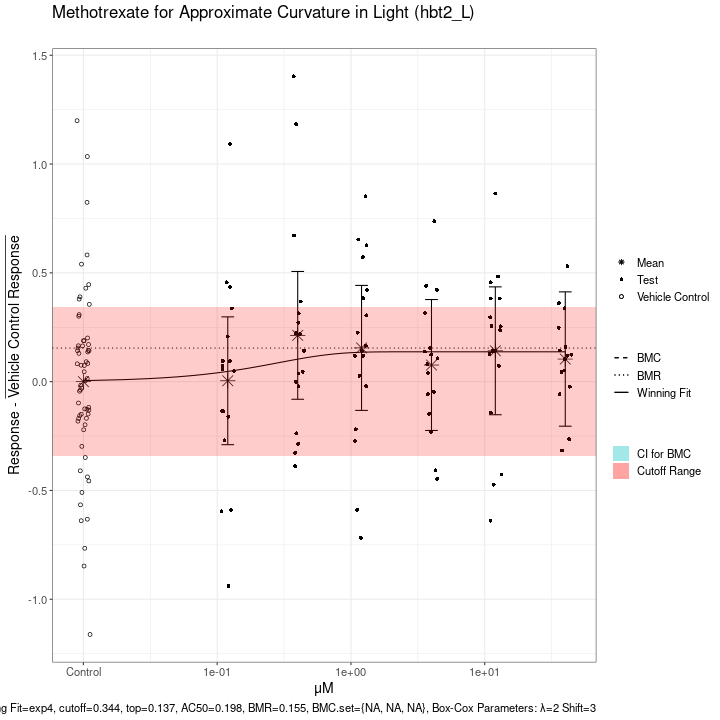 Methotrexate for Approximate Curvature in Light (hbt2_L)
1.5
1.0
0.5
0.0
-0.5
-1.0
Response - Vehicle Control Response
Control
1e-01
1e+00
1e+01
μM
Mean
Test
Vehicle Control
BMC
BMR
Winning Fit
CI for BMC
Cutoff Range
Fit=exp4, cutoff=0.344, top=0.137, AC50=0.198, BMR=0.155, BMC.set={NA, NA, NA}, Box-Cox Parameters: λ=2 Shift=3